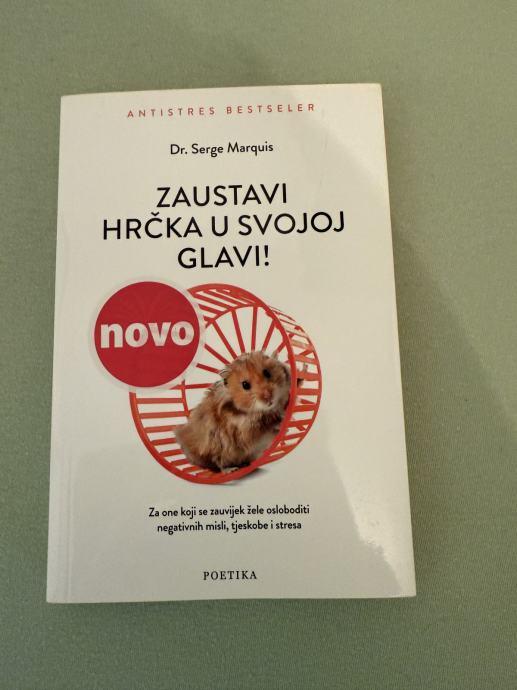 ANTISTRES BESTSELER
Dr. Serge Marquis
ZAUSTAVI
HRČKA U SVOJOJ
GLAVI!
novo
Za one koji se zauvijek žele osloboditi
negativnih misli, tjeskobe i stresa
POETIKA